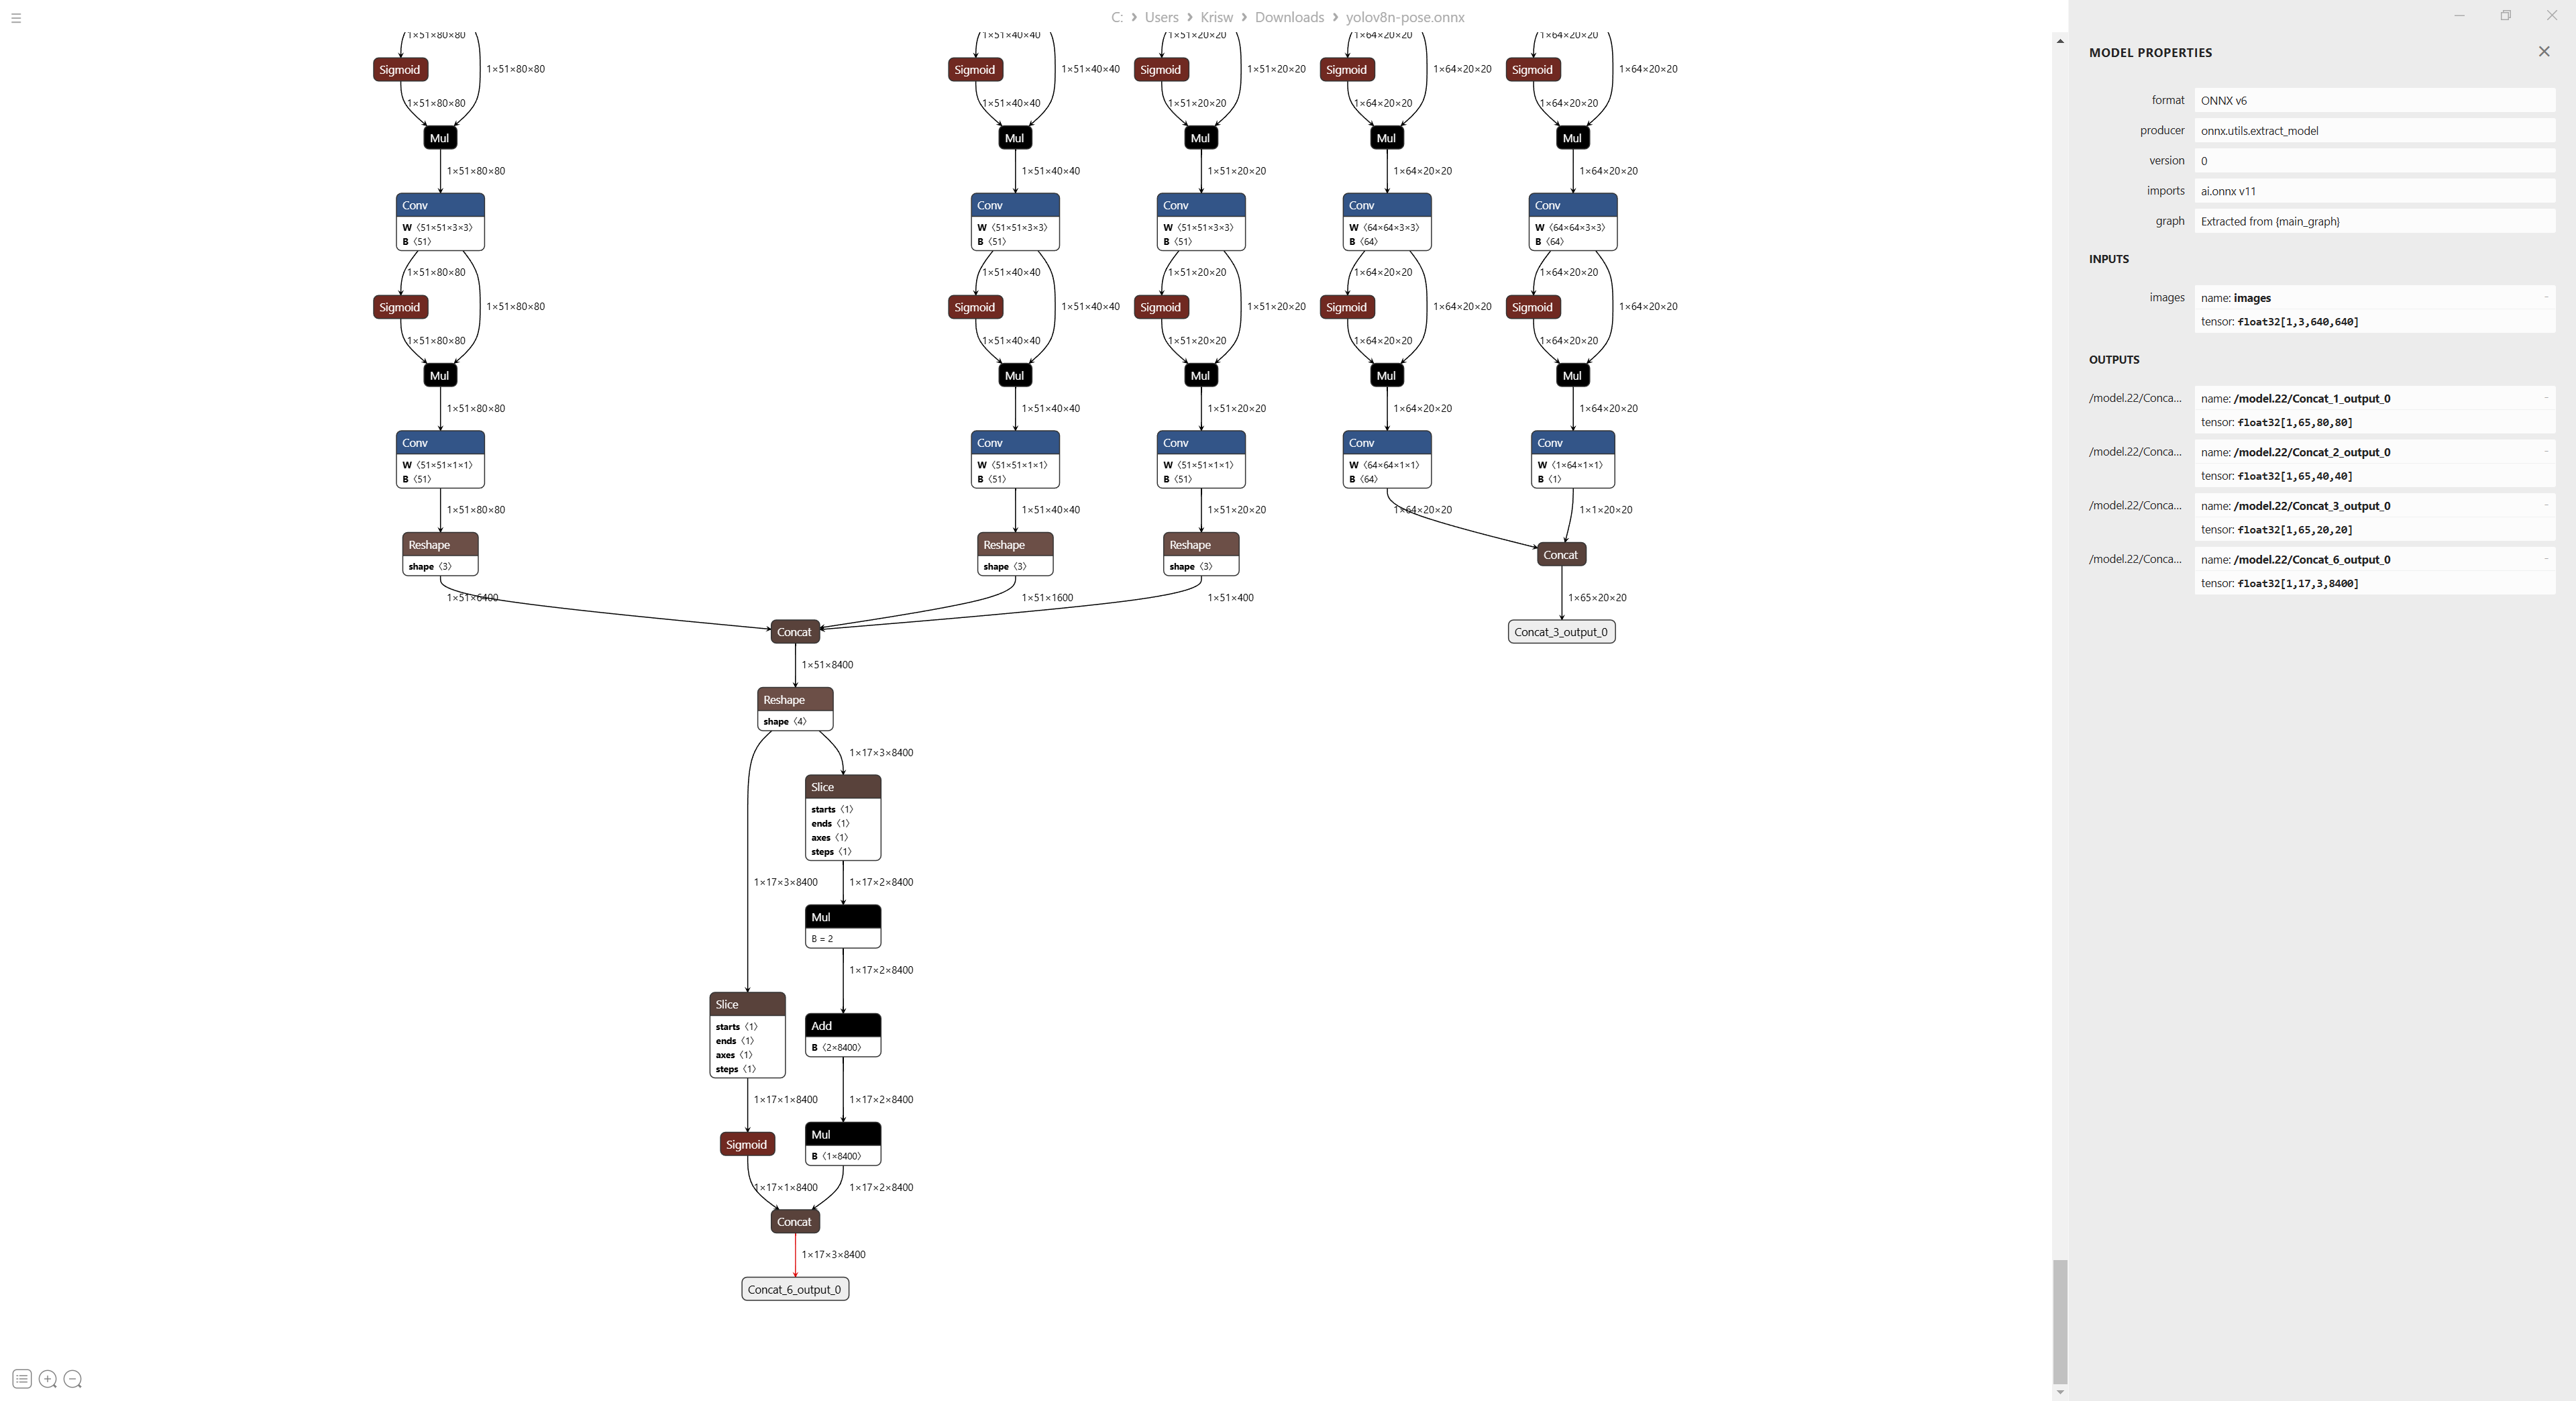 C: › Users › Krisw › Downloads › yolov8n-pose.onnx
1×51×80×80 1×51×40×40 1×51×20×20 1×64×20×20 1×64×20×20
Sigmoid 1×51×80×80 Sigmoid 1×51×40×40 Sigmoid 1×51×20×20 Sigmoid 1×64×20×20 Sigmoid 1×64×20×20
1×51×80×80 1×51×40×40 1×51×20×20 1×64×20×20 1×64×20×20
Mul Mul Mul Mul Mul
1×51×80×80 1×51×40×40 1×51×20×20 1×64×20×20 1×64×20×20
Conv Conv Conv Conv Conv
W ⟨51×51×3×3⟩ W ⟨51×51×3×3⟩ W ⟨51×51×3×3⟩ W ⟨64×64×3×3⟩ W ⟨64×64×3×3⟩
B ⟨51⟩ B ⟨51⟩ B ⟨51⟩ B ⟨64⟩ B ⟨64⟩
1×51×80×80 1×51×40×40 1×51×20×20 1×64×20×20 1×64×20×20
Sigmoid 1×51×80×80 Sigmoid 1×51×40×40 Sigmoid 1×51×20×20 Sigmoid 1×64×20×20 Sigmoid 1×64×20×20
1×51×80×80 1×51×40×40 1×51×20×20 1×64×20×20 1×64×20×20
Mul Mul Mul Mul Mul
1×51×80×80 1×51×40×40 1×51×20×20 1×64×20×20 1×64×20×20
Conv Conv Conv Conv Conv
W ⟨51×51×1×1⟩ W ⟨51×51×1×1⟩ W ⟨51×51×1×1⟩ W ⟨64×64×1×1⟩ W ⟨1×64×1×1⟩
B ⟨51⟩ B ⟨51⟩ B ⟨51⟩ B ⟨64⟩ B ⟨1⟩
1×51×80×80 1×51×40×40 1×51×20×20 1×64×20×20 1×1×20×20
Reshape Reshape Reshape Concat
shape ⟨3⟩ shape ⟨3⟩ shape ⟨3⟩
1×51×6400 1×51×1600 1×51×400 1×65×20×20
Concat Concat_3_output_0
1×51×8400
Reshape
shape ⟨4⟩
1×17×3×8400
Slice
starts ⟨1⟩
ends ⟨1⟩
axes ⟨1⟩
steps ⟨1⟩
1×17×3×8400 1×17×2×8400
Mul
B = 2
1×17×2×8400
Slice
starts ⟨1⟩
ends ⟨1⟩
axes ⟨1⟩
steps ⟨1⟩
Add
B ⟨2×8400⟩
1×17×1×8400 1×17×2×8400
Sigmoid
Mul
B ⟨1×8400⟩
1×17×1×8400 1×17×2×8400
Concat
1×17×3×8400
Concat_6_output_0
MODEL PROPERTIES
format ONNX v6
producer onnx.utils.extract_model
version 0
imports ai.onnx v11
graph Extracted from {main_graph}
INPUTS
images name: images
tensor: float32[1,3,640,640]
OUTPUTS
/model.22/Conca... name: /model.22/Concat_1_output_0
tensor: float32[1,65,80,80]
/model.22/Conca... name: /model.22/Concat_2_output_0
tensor: float32[1,65,40,40]
/model.22/Conca... name: /model.22/Concat_3_output_0
tensor: float32[1,65,20,20]
/model.22/Conca... name: /model.22/Concat_6_output_0
tensor: float32[1,17,3,8400]